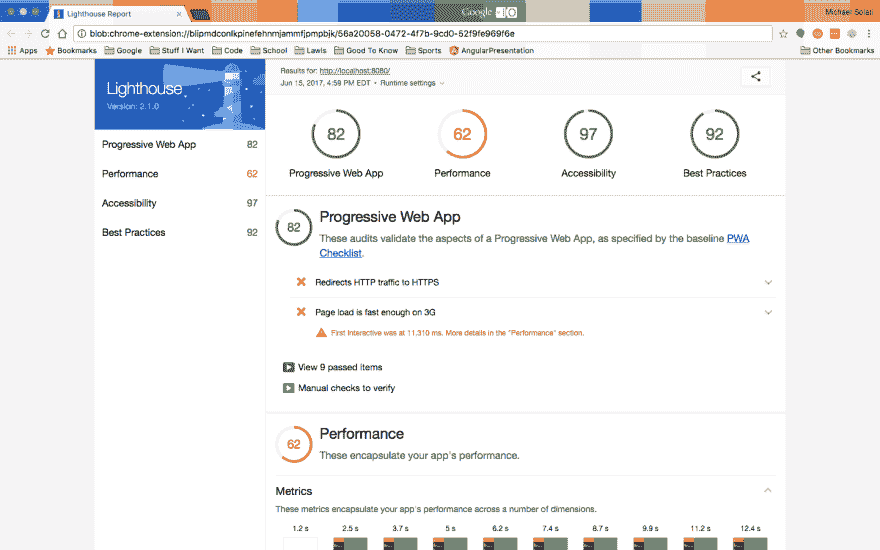 Lighthouse Report
Google I/O
Michael Solati
blob:chrome-extension://blipmdconlkpinefehnmjammfjpmpbjk/56a20058-0472-4f7b-9cd0-52f9fe969f6e
Apps Bookmarks Google Stuff I Want Code School Lawls Good To Know Sports AngularPresentation Other Bookmarks
Lighthouse
Version: 2.1.0
Results for: http://localhost:8080/
Jun 15, 2017, 4:59 PM EDT • Runtime settings
Progressive Web App 82
Performance 62
Accessibility 97
Best Practices 92
82 62 97 92
Progressive Web App Performance Accessibility Best Practices
82
Progressive Web App
These audits validate the aspects of a Progressive Web App, as specified by the baseline PWA
Checklist.
Redirects HTTP traffic to HTTPS
Page load is fast enough on 3G
First Interactive was at 11,310 ms. More details in the "Performance" section.
View 9 passed items
Manual checks to verify
62
Performance
These encapsulate your app's performance.
Metrics
These metrics encapsulate your app's performance across a number of dimensions.
1.2 s 2.5 s 3.7 s 5 s 6.2 s 7.4 s 8.7 s 9.9 s 11.2 s 12.4 s